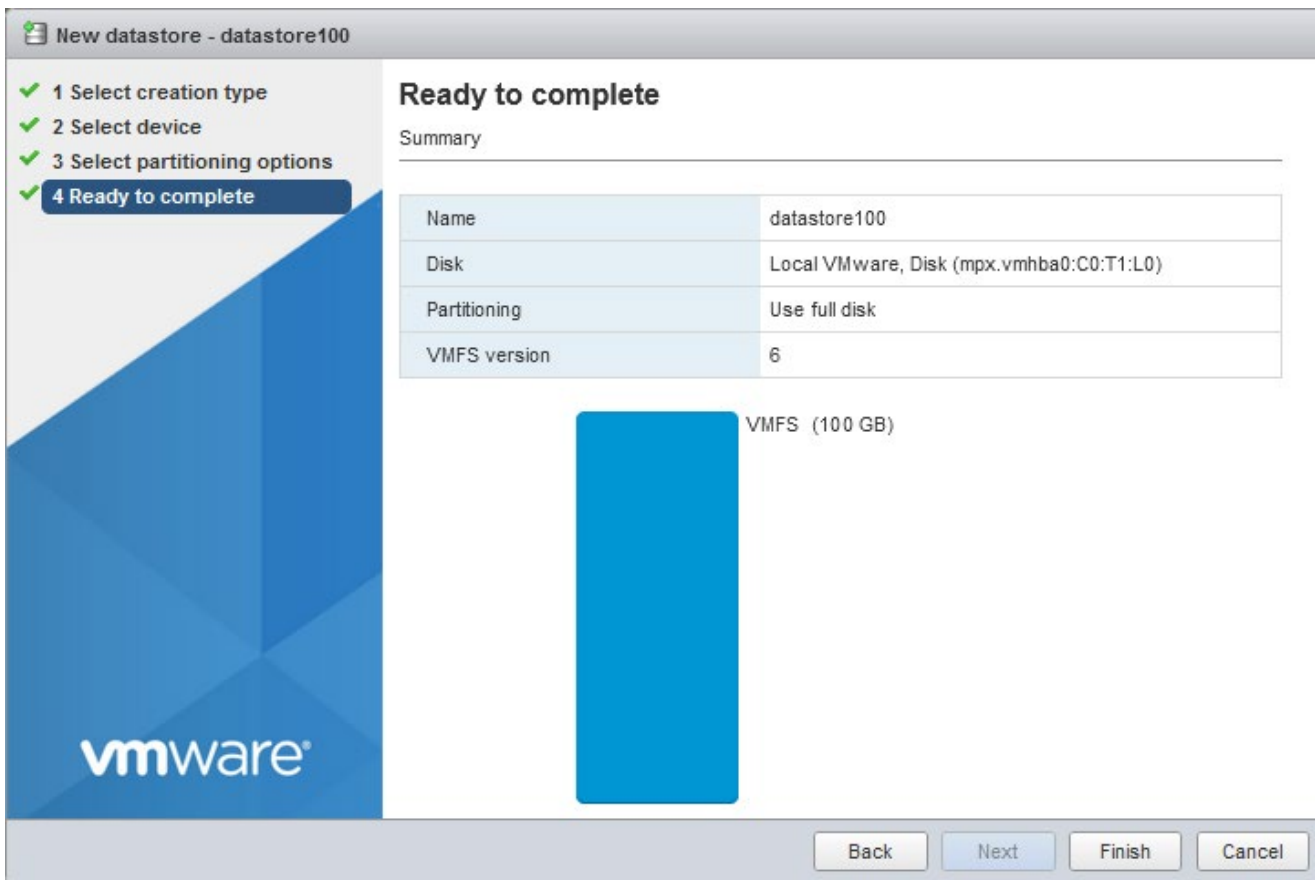 New datastore - datastore100
1 Select creation type
2 Select device
3 Select partitioning options
4 Ready to complete
vmware®
Ready to complete
Summary
Name datastore100
Disk Local VMware, Disk (mpx.vmhba0:C0:T1:L0)
Partitioning Use full disk
VMFS version 6
VMFS (100 GB)
Back Next Finish Cancel